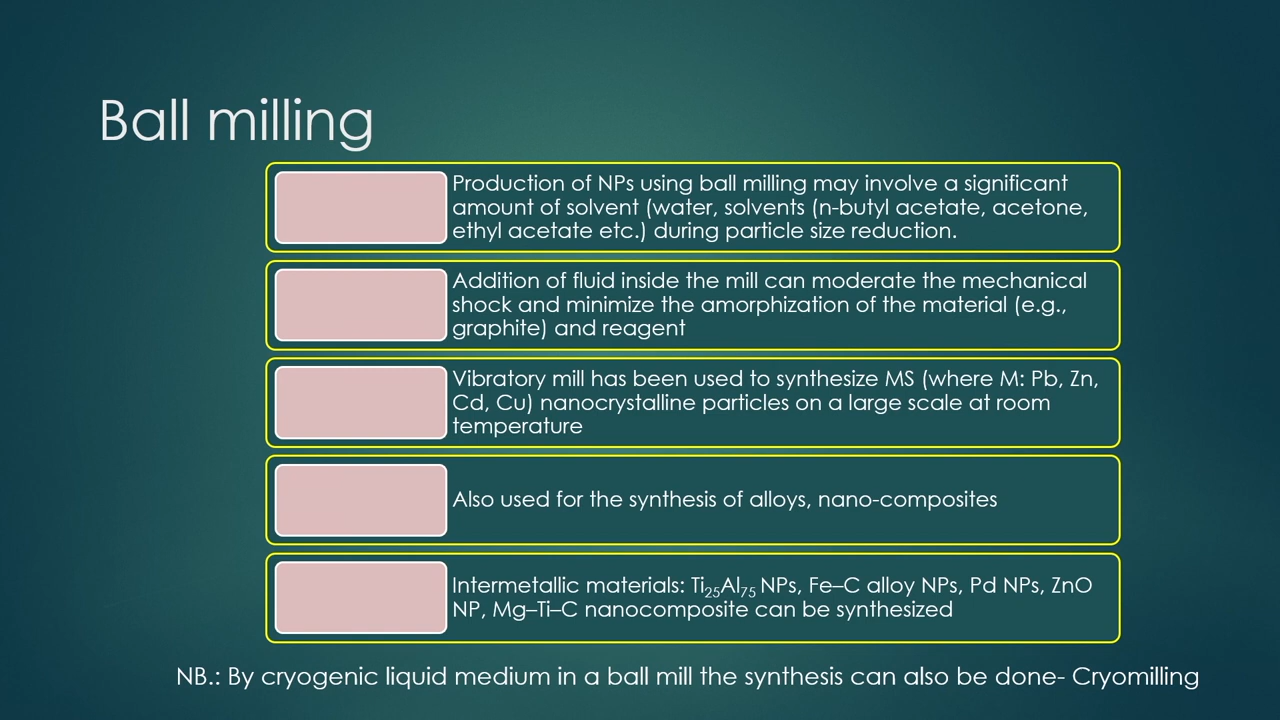 Ball milling
Production of NPs using ball milling may involve a significant
amount of solvent (water, solvents (n-butyl acetate, acetone,
ethyl acetate etc.) during particle size reduction.
Addition of fluid inside the mill can moderate the mechanical
shock and minimize the amorphization of the material (e.g.,
graphite) and reagent
Vibratory mill has been used to synthesize MS (where M: Pb, Zn,
Cd, Cu) nanocrystalline particles on a large scale at room
temperature
Also used for the synthesis of alloys, nano-composites
Intermetallic materials: Ti₂₅Al₇₅ NPs, Fe–C alloy NPs, Pd NPs, ZnO
NP, Mg–Ti–C nanocomposite can be synthesized
NB.: By cryogenic liquid medium in a ball mill the synthesis can also be done- Cryomilling